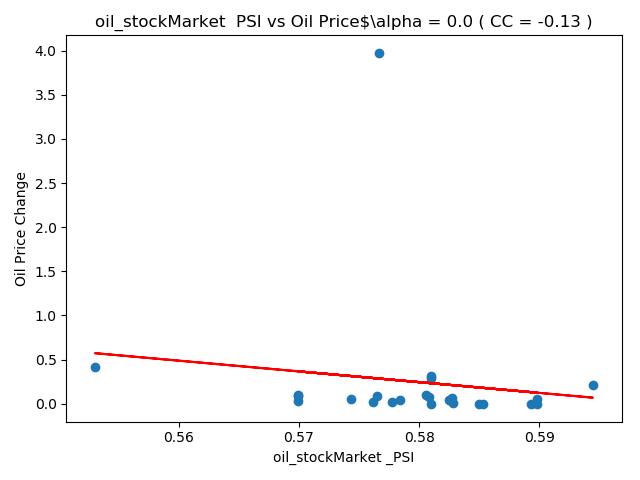 oil_stockMarket  PSI vs Oil Price$\alpha = 0.0 ( CC = -0.13 )
4.0
3.5
3.0
2.5
2.0
1.5
1.0
0.5
0.0
Oil Price Change
0.56 0.57 0.58 0.59
oil_stockMarket _PSI